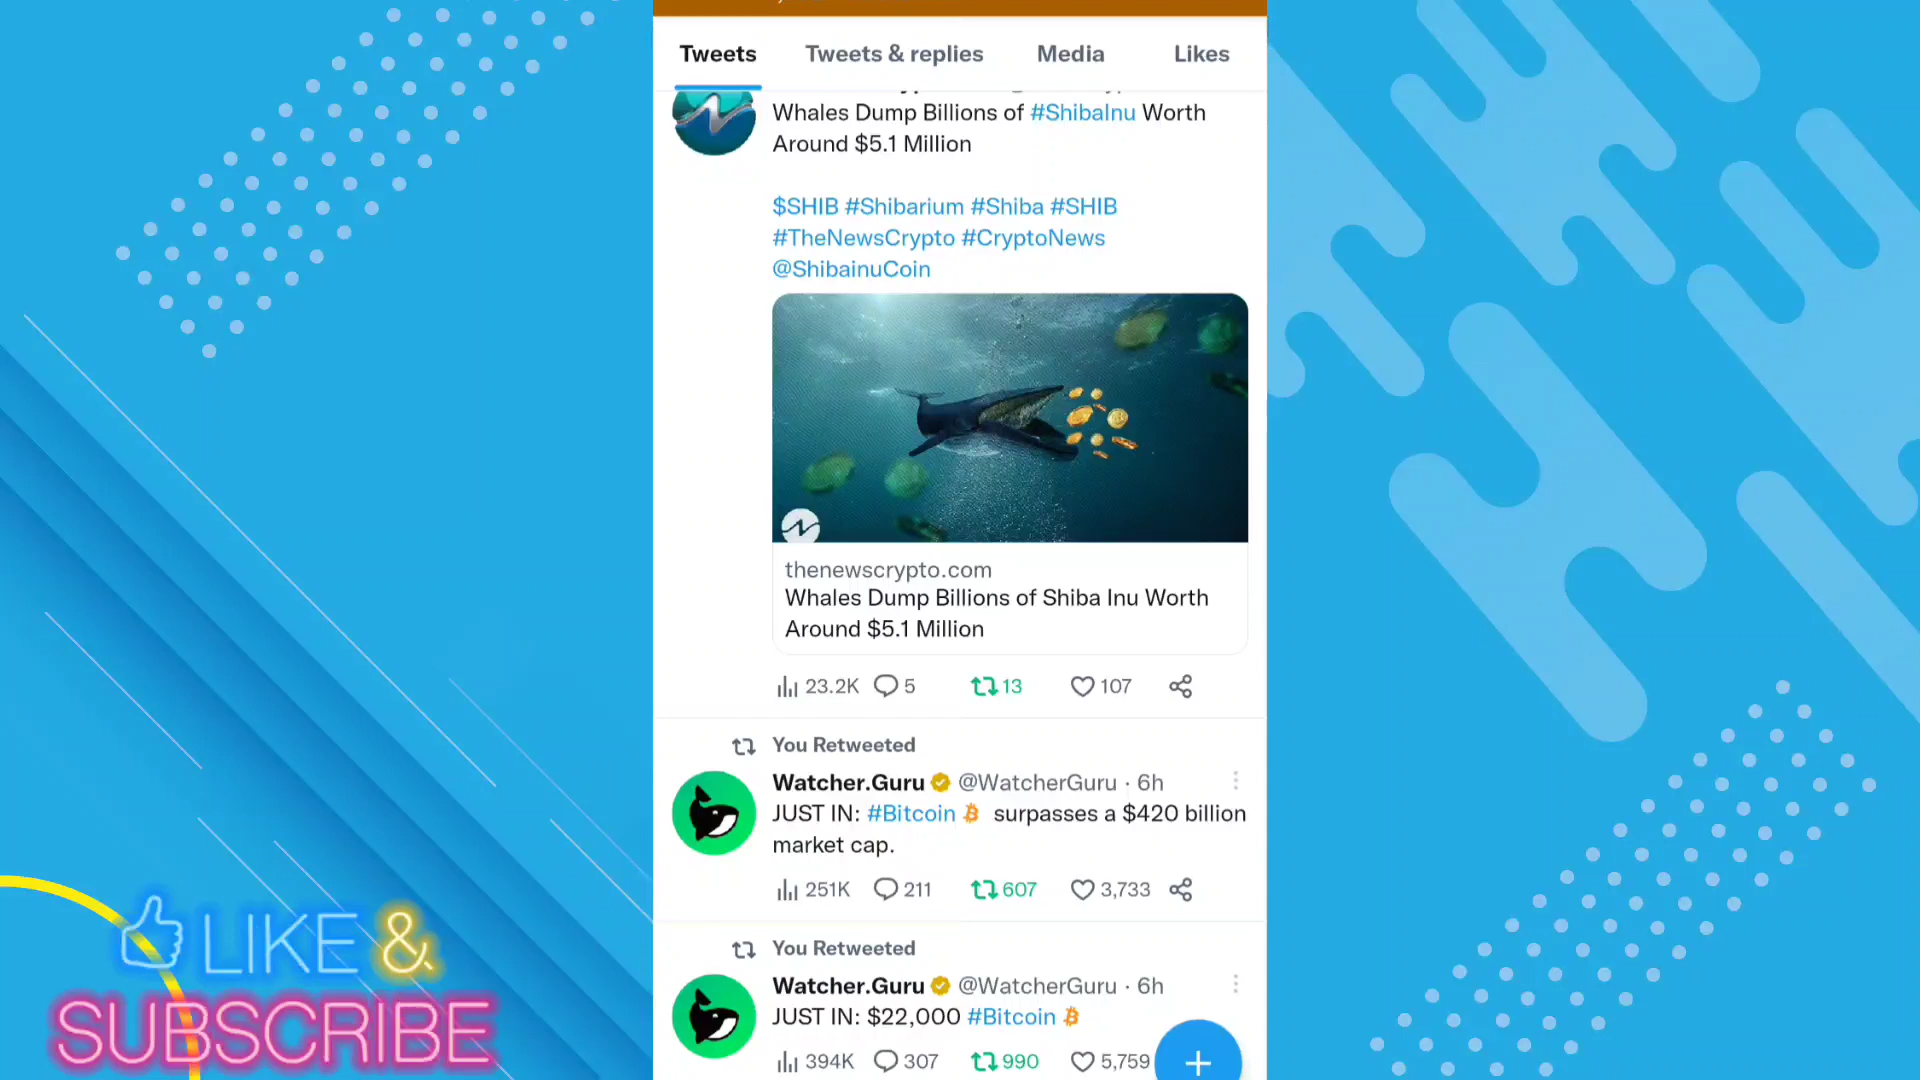 Tweets Tweets & replies Media Likes
Whales Dump Billions of #ShibaInu Worth
Around $5.1 Million
$SHIB #Shibarium #Shiba #SHIB
#TheNewsCrypto #CryptoNews
@ShibainuCoin
thenewscrypto.com
Whales Dump Billions of Shiba Inu Worth
Around $5.1 Million
23.2K 5 13 107
You Retweeted
Watcher.Guru @WatcherGuru · 6h
JUST IN: #Bitcoin surpasses a $420 billion
market cap.
251K 211 607 3,733
You Retweeted
Watcher.Guru @WatcherGuru · 6h
JUST IN: $22,000 #Bitcoin
394K 307 990 5,759
LIKE &
SUBSCRIBE